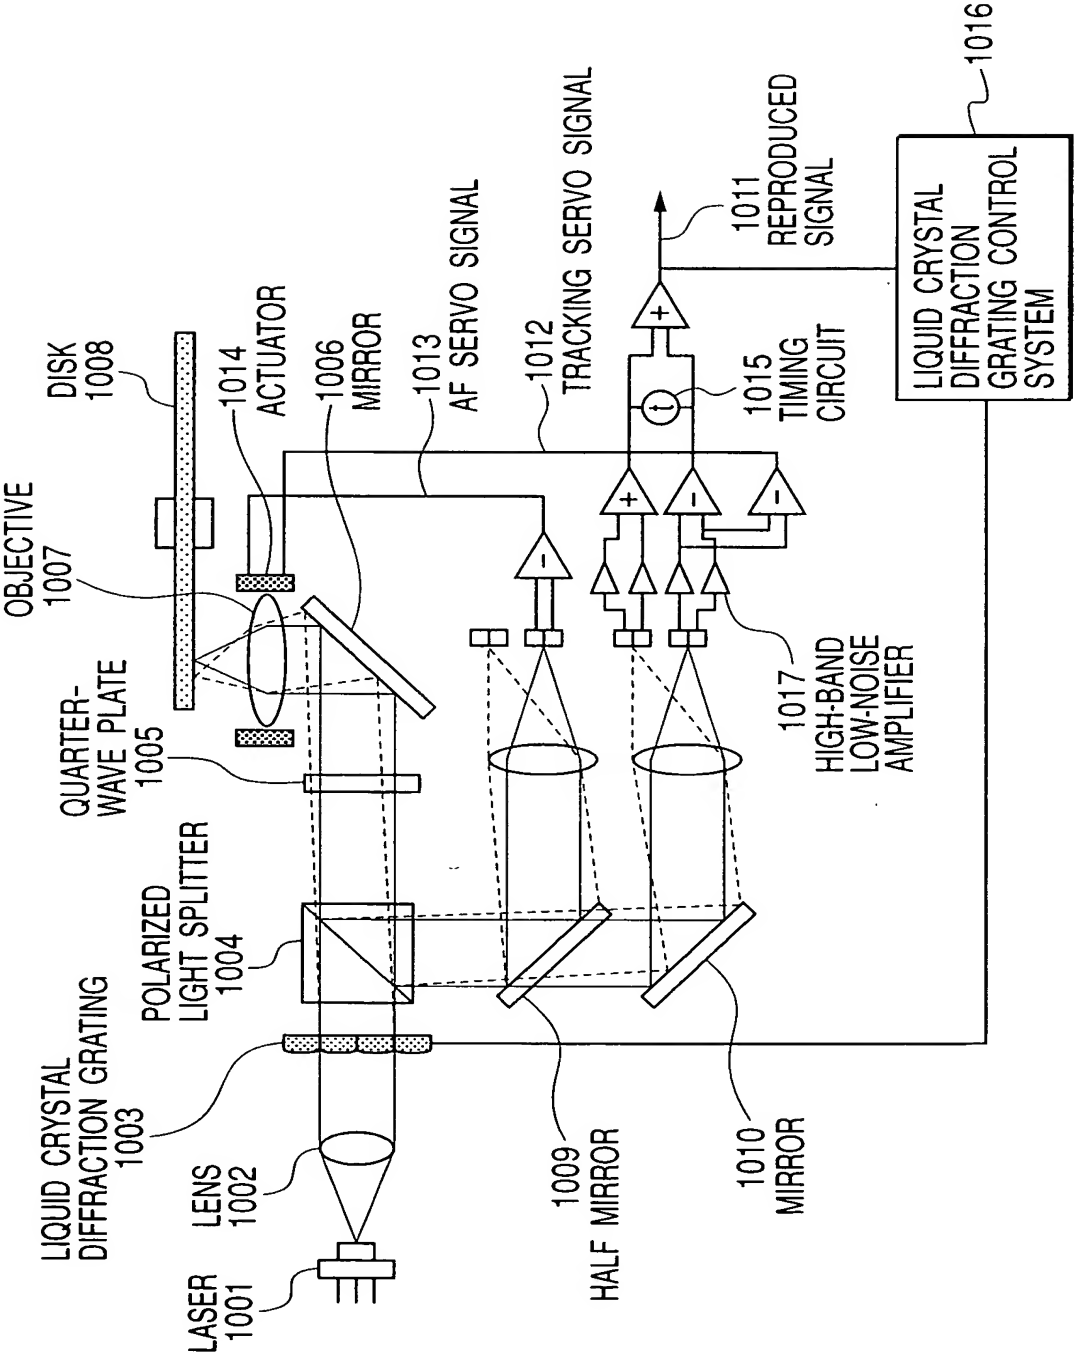 OBJECTIVE
1007
DISK
1008
QUARTER-
WAVE PLATE
1005
1014
ACTUATOR
1006
MIRROR
1013
AF SERVO SIGNAL
1012
TRACKING SERVO SIGNAL
POLARIZED
LIGHT SPLITTER
1004
LIQUID CRYSTAL
DIFFRACTION GRATING
1003
LENS
1002
LASER
1001
1009
HALF MIRROR
1010
MIRROR
1017
HIGH-BAND
LOW-NOISE
AMPLIFIER
1015
TIMING
CIRCUIT
1011
REPRODUCED
SIGNAL
1016
LIQUID CRYSTAL
DIFFRACTION
GRATING CONTROL
SYSTEM
+
t
+
−
−
−